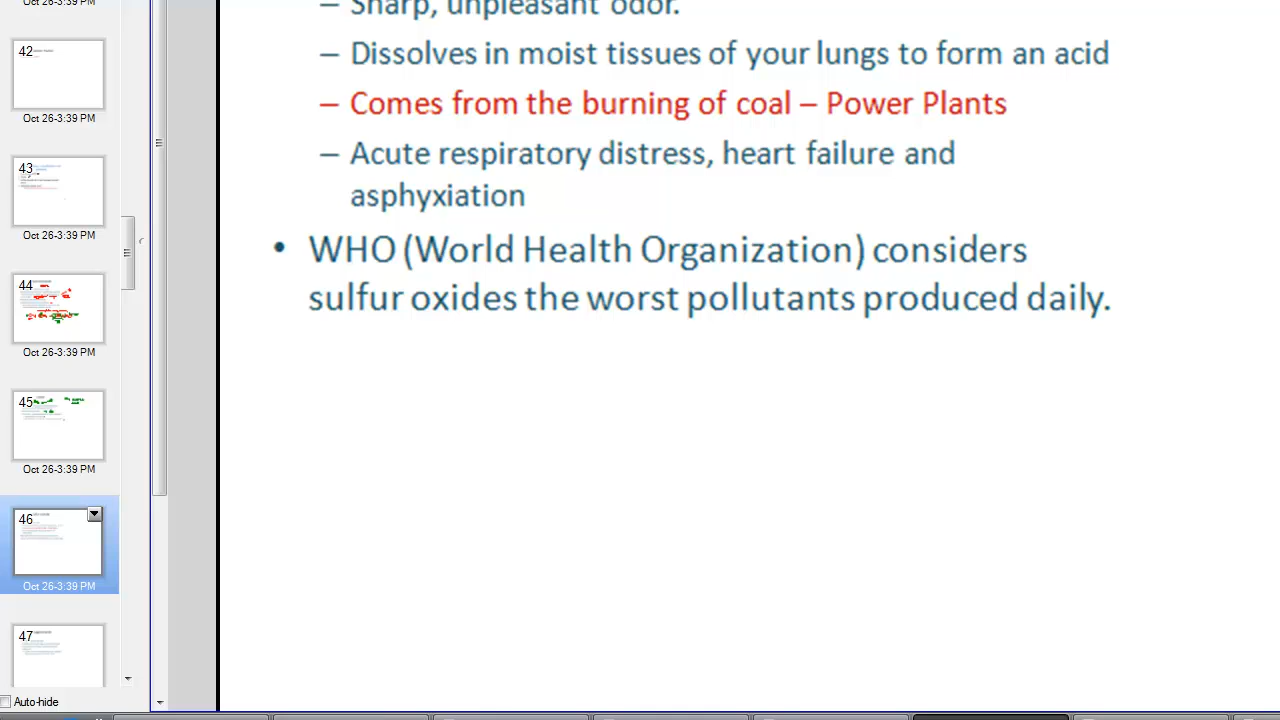 Oct 26-3:39 PM
42
Oct 26-3:39 PM
43
Oct 26-3:39 PM
44
Oct 26-3:39 PM
45
Oct 26-3:39 PM
46
Oct 26-3:39 PM
47
Auto-hide
– Sharp, unpleasant odor.
– Dissolves in moist tissues of your lungs to form an acid
– Comes from the burning of coal – Power Plants
– Acute respiratory distress, heart failure and
asphyxiation
• WHO (World Health Organization) considers
sulfur oxides the worst pollutants produced daily.